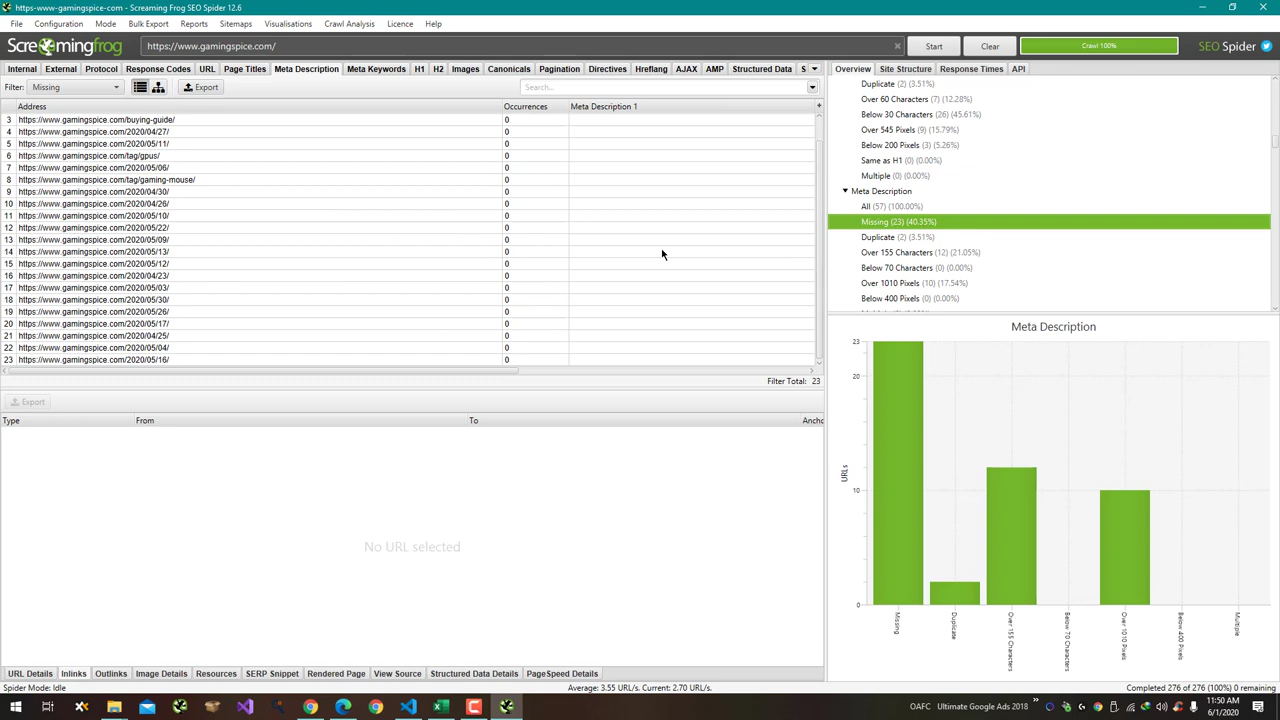 https-www-gamingspice-com - Screaming Frog SEO Spider 12.6
File Configuration Mode Bulk Export Reports Sitemaps Visualisations Crawl Analysis Licence Help
Screamingfrog https://www.gamingspice.com/ Start Clear Crawl 100% SEO Spider
Internal External Protocol Response Codes URL Page Titles Meta Description Meta Keywords H1 H2 Images Canonicals Pagination Directives Hreflang AJAX AMP Structured Data S
Filter: Missing Export Search...
Address Occurrences Meta Description 1 +
3 https://www.gamingspice.com/buying-guide/ 0
4 https://www.gamingspice.com/2020/04/27/ 0
5 https://www.gamingspice.com/2020/05/11/ 0
6 https://www.gamingspice.com/tag/gpus/ 0
7 https://www.gamingspice.com/2020/05/06/ 0
8 https://www.gamingspice.com/tag/gaming-mouse/ 0
9 https://www.gamingspice.com/2020/04/30/ 0
10 https://www.gamingspice.com/2020/04/26/ 0
11 https://www.gamingspice.com/2020/05/10/ 0
12 https://www.gamingspice.com/2020/05/22/ 0
13 https://www.gamingspice.com/2020/05/09/ 0
14 https://www.gamingspice.com/2020/05/13/ 0
15 https://www.gamingspice.com/2020/05/12/ 0
16 https://www.gamingspice.com/2020/04/23/ 0
17 https://www.gamingspice.com/2020/05/03/ 0
18 https://www.gamingspice.com/2020/05/30/ 0
19 https://www.gamingspice.com/2020/05/26/ 0
20 https://www.gamingspice.com/2020/05/17/ 0
21 https://www.gamingspice.com/2020/04/25/ 0
22 https://www.gamingspice.com/2020/05/04/ 0
23 https://www.gamingspice.com/2020/05/16/ 0
Filter Total: 23
Export
Type From To Ancho
No URL selected
URL Details Inlinks Outlinks Image Details Resources SERP Snippet Rendered Page View Source Structured Data Details PageSpeed Details
Overview Site Structure Response Times API
Duplicate (2) (3.51%)
Over 60 Characters (7) (12.28%)
Below 30 Characters (26) (45.61%)
Over 545 Pixels (9) (15.79%)
Below 200 Pixels (3) (5.26%)
Same as H1 (0) (0.00%)
Multiple (0) (0.00%)
Meta Description
All (57) (100.00%)
Missing (23) (40.35%)
Duplicate (2) (3.51%)
Over 155 Characters (12) (21.05%)
Below 70 Characters (0) (0.00%)
Over 1010 Pixels (10) (17.54%)
Below 400 Pixels (0) (0.00%)
Meta Description
23
20
10
0
URLs
Missing
Duplicate
Over 155 Characters
Below 70 Characters
Over 1010 Pixels
Below 400 Pixels
Multiple
Spider Mode: Idle Average: 3.55 URL/s. Current: 2.70 URL/s. Completed 276 of 276 (100%) 0 remaining
OAFC Ultimate Google Ads 2018 11:50 AM
6/1/2020